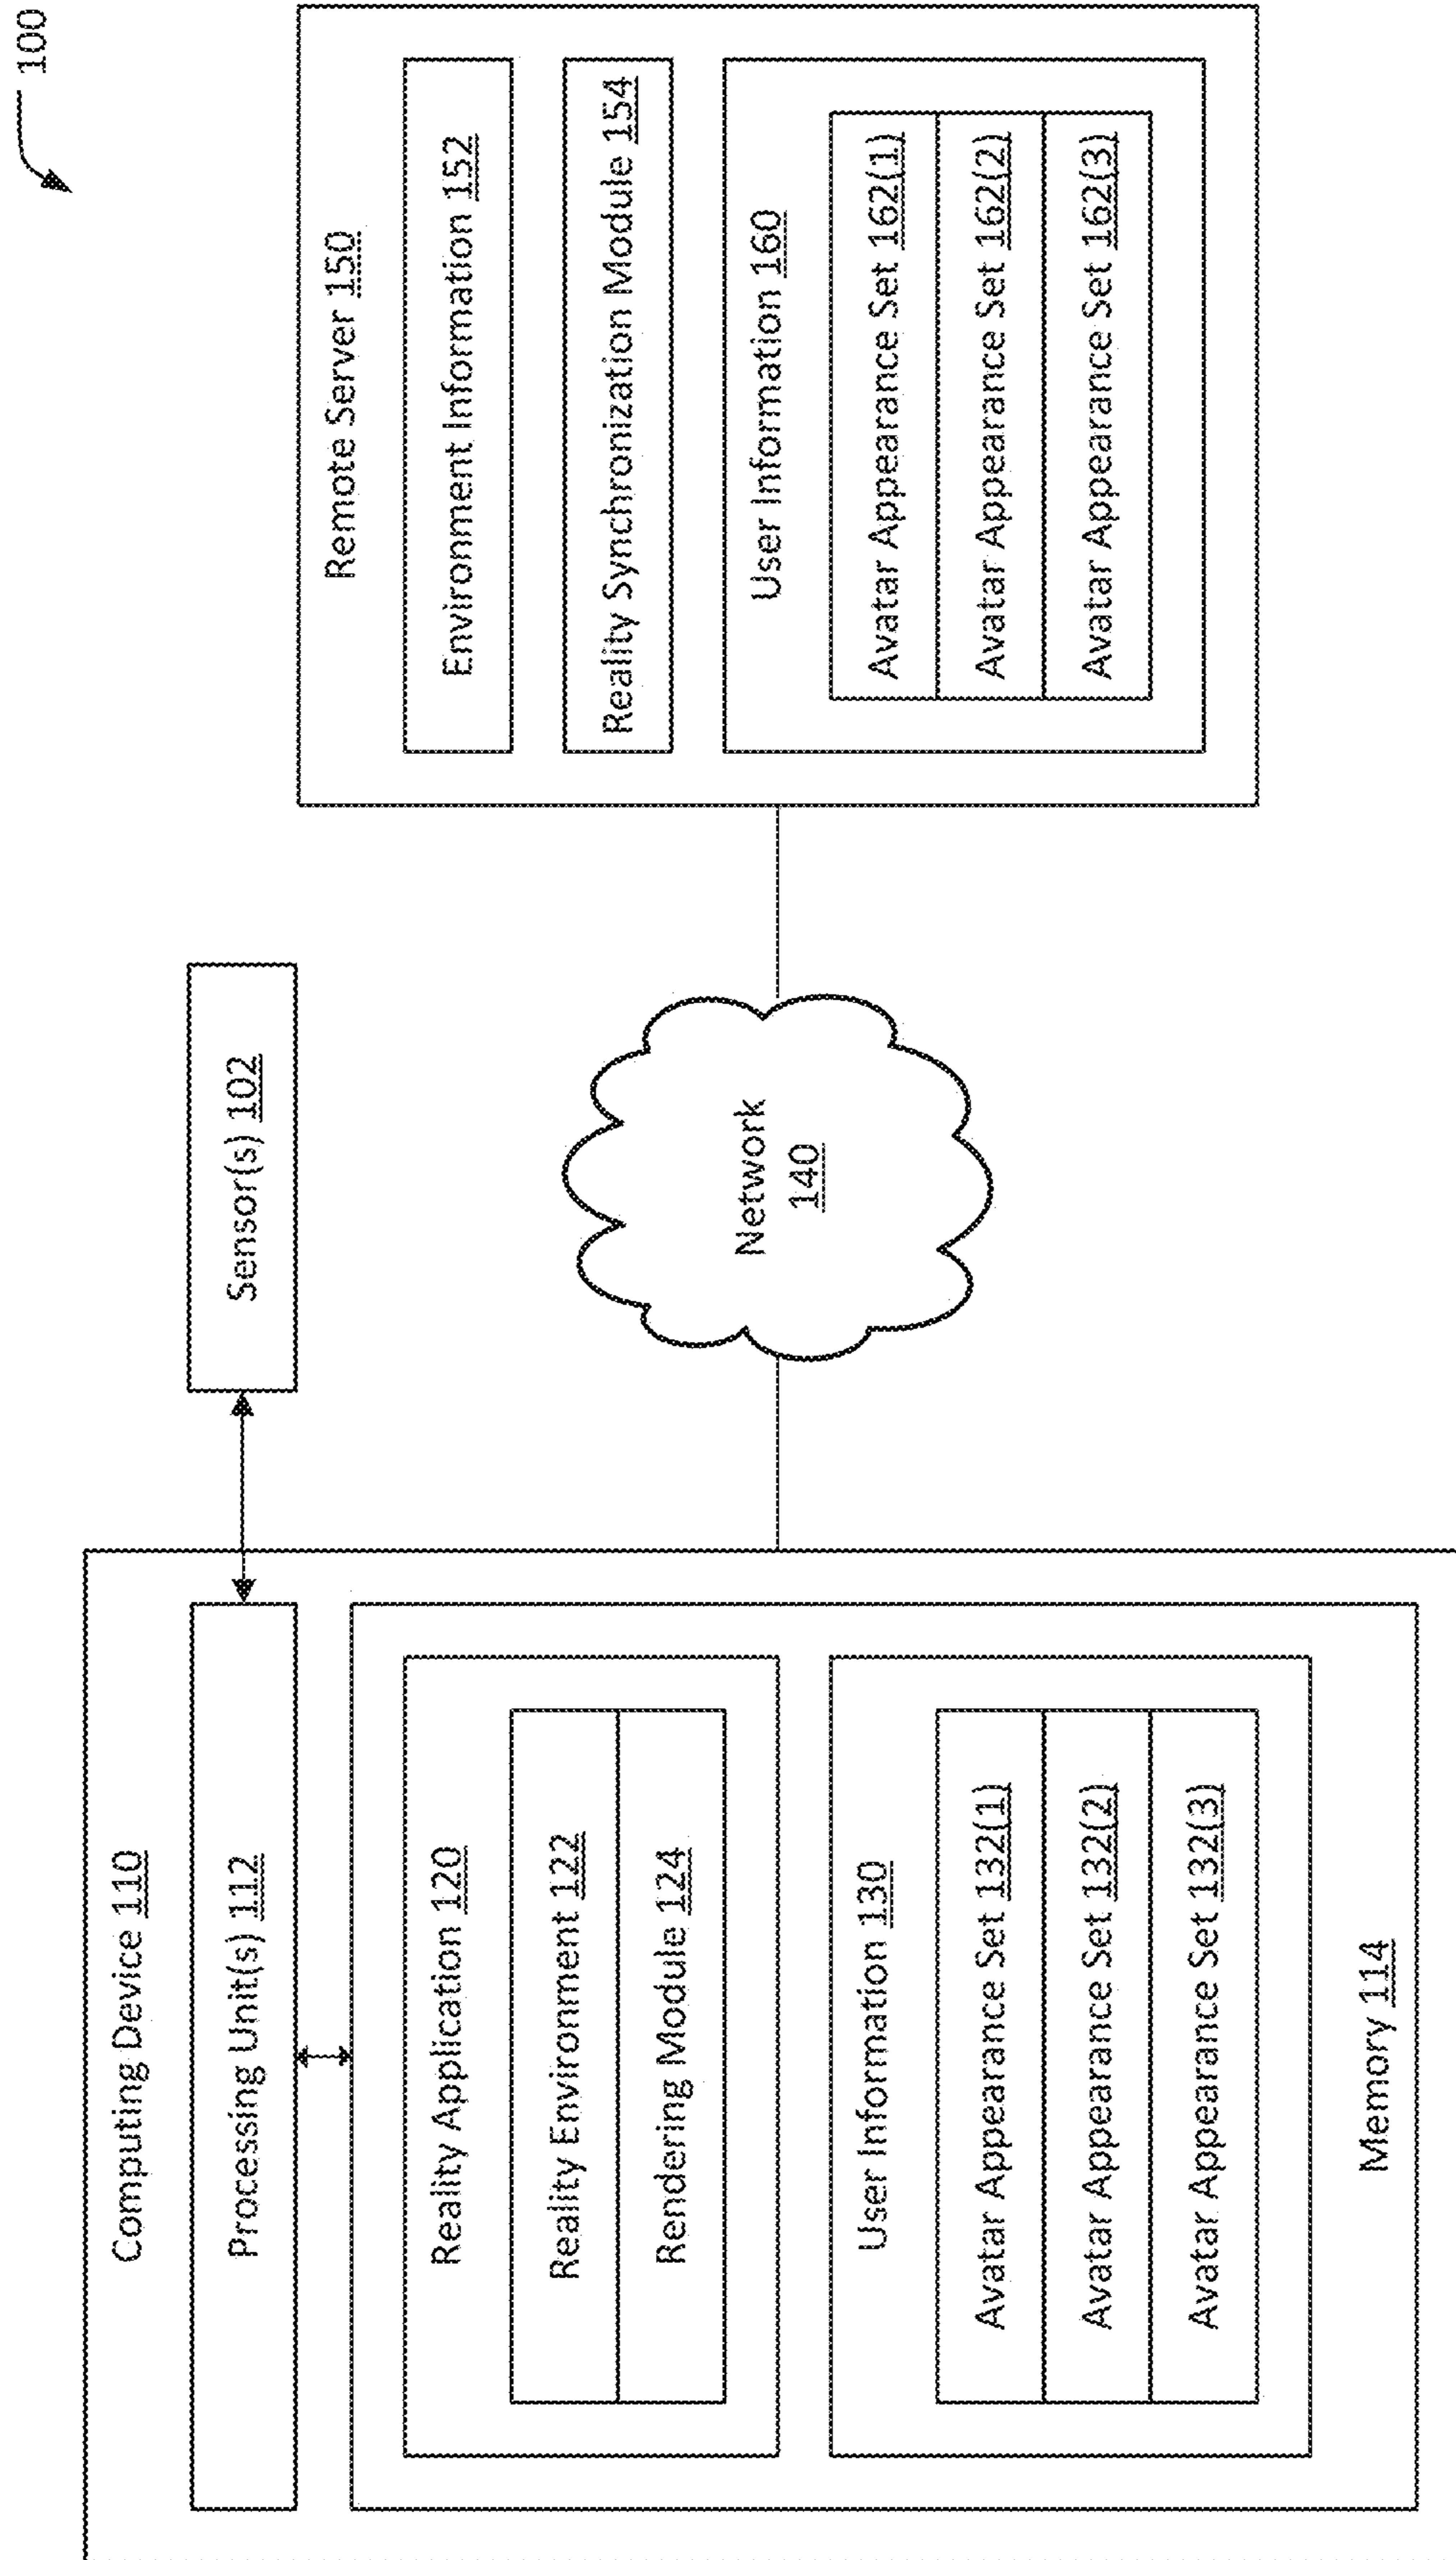 100
Computing Device 110
Processing Unit(s) 112
Reality Application 120
Reality Environment 122
Rendering Module 124
User Information 130
Avatar Appearance Set 132(1)
Avatar Appearance Set 132(2)
Avatar Appearance Set 132(3)
Memory 114
Sensor(s) 102
Network
140
Remote Server 150
Environment Information 152
Reality Synchronization Module 154
User Information 160
Avatar Appearance Set 162(1)
Avatar Appearance Set 162(2)
Avatar Appearance Set 162(3)